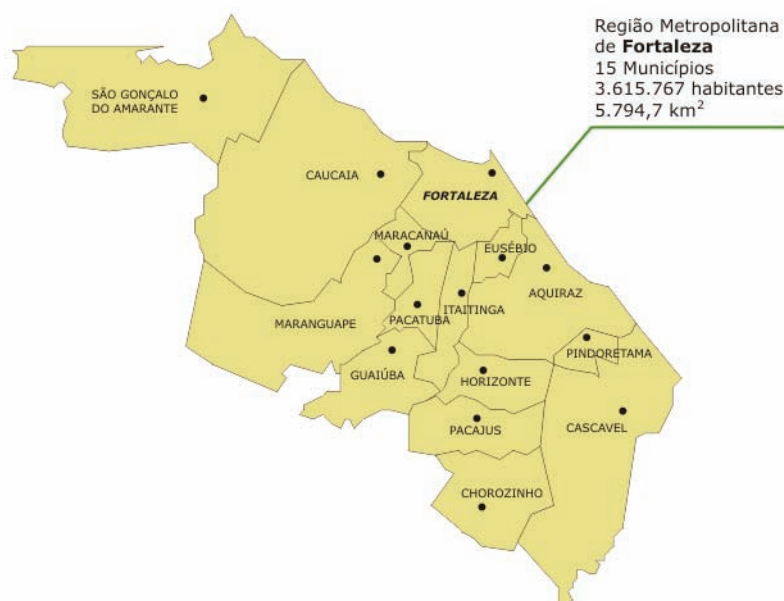 Região Metropolitana
de Fortaleza
15 Municípios
3.615.767 habitantes
5.794,7 km²
SÃO GONÇALO
DO AMARANTE
CAUCAIA
FORTALEZA
MARACANAÚ
EUSÉBIO
AQUIRAZ
MARANGUAPE
PACATUBA
ITAITINGA
PINDORETAMA
GUAIÚBA
HORIZONTE
PACAJUS
CASCAVEL
CHOROZINHO